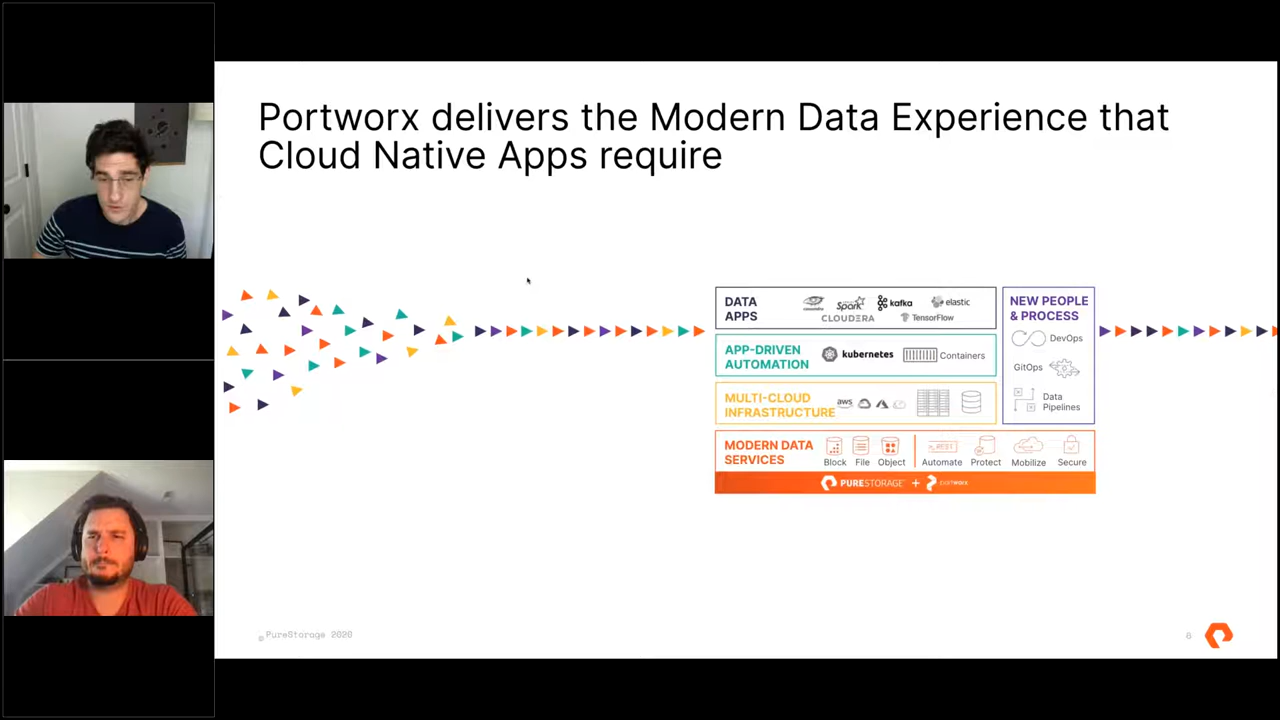 Portworx delivers the Modern Data Experience that
Cloud Native Apps require
DATA
APPS
Spark
kafka
elastic
CLOUDERA
TensorFlow
APP-DRIVEN
AUTOMATION
kubernetes
Containers
MULTI-CLOUD
INFRASTRUCTURE
aws
NEW PEOPLE
& PROCESS
DevOps
GitOps
Data
Pipelines
MODERN DATA
SERVICES
Block
File
Object
Automate
Protect
Mobilize
Secure
PURESTORAGE
+
© PureStorage 2020
6